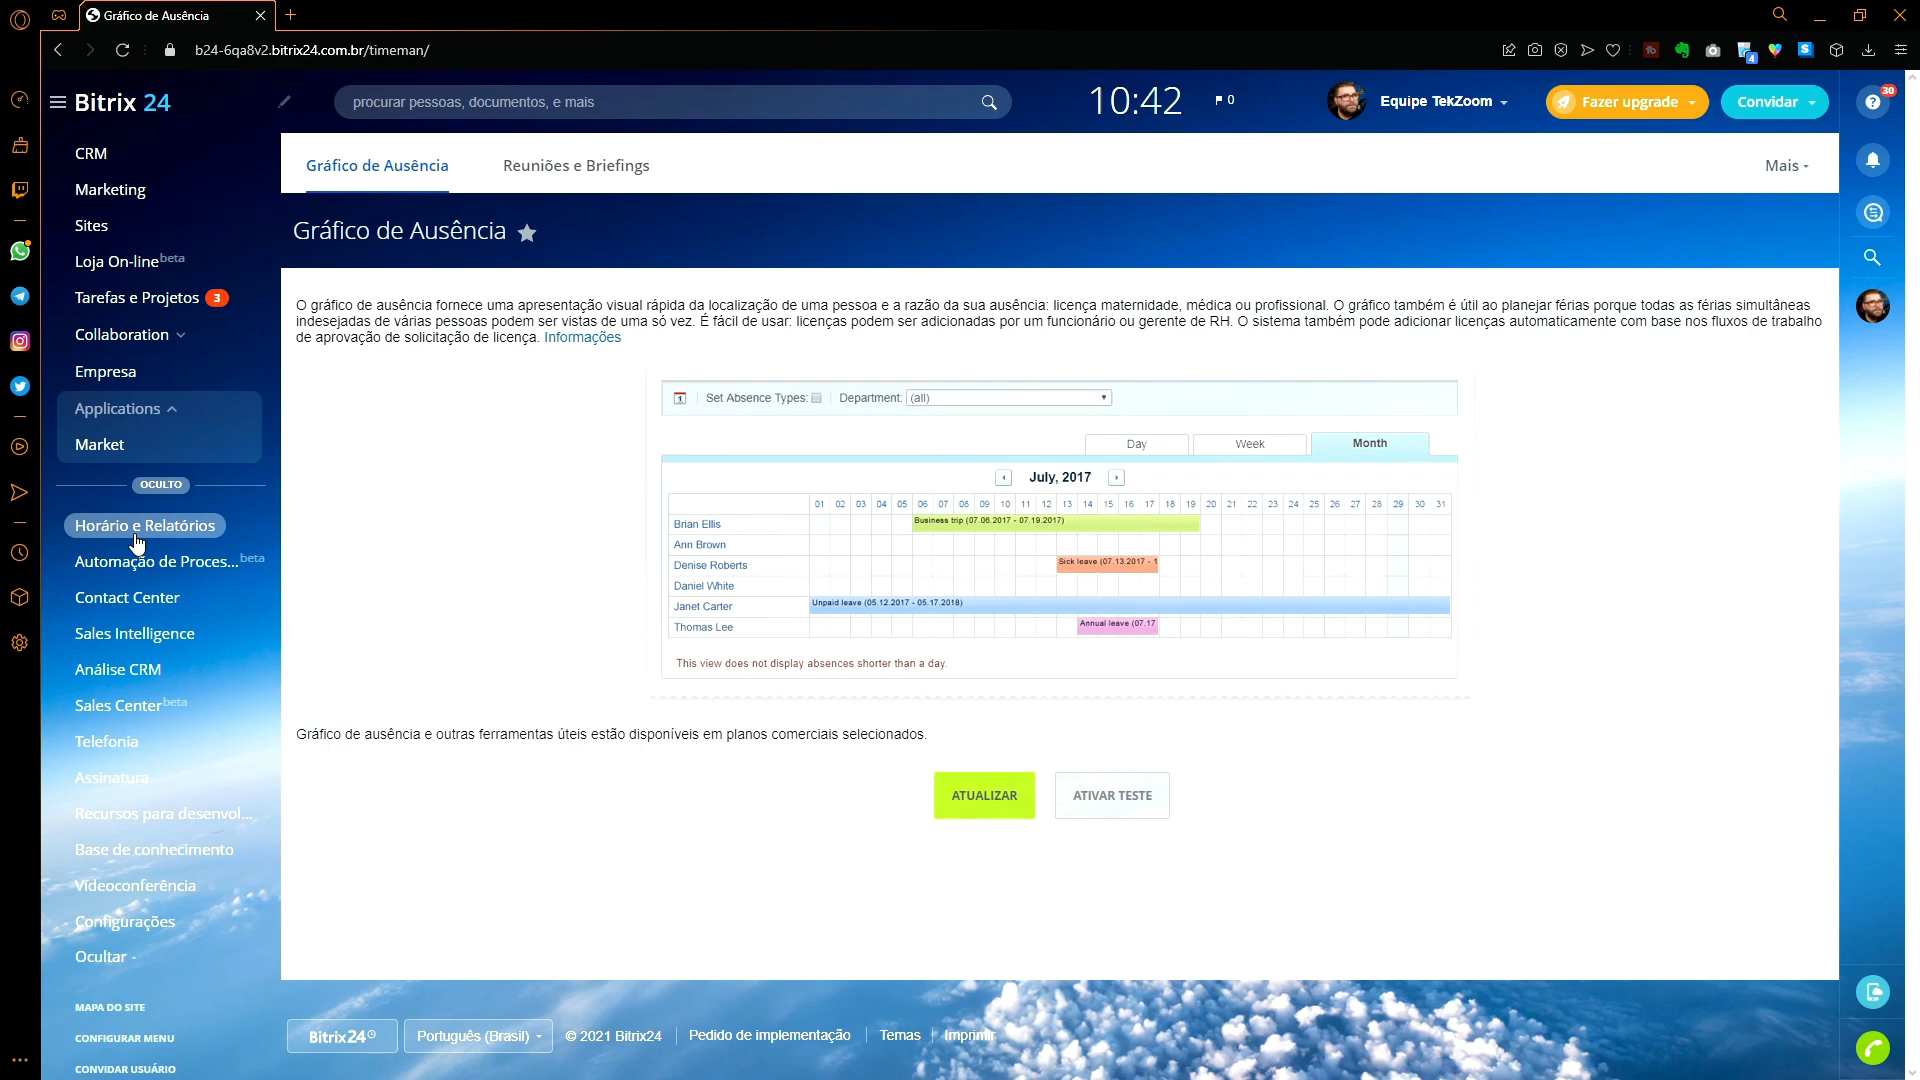 Gráfico de Ausência
b24-6qa8v2.bitrix24.com.br/timeman/
4
Bitrix 24
procurar pessoas, documentos, e mais
10:42
0
Equipe TekZoom
Fazer upgrade
Convidar
30
CRM
Marketing
Sites
Loja On-line beta
Tarefas e Projetos 3
Collaboration
Empresa
Applications
Market
OCULTO
Horário e Relatórios
Automação de Proces... beta
Contact Center
Sales Intelligence
Análise CRM
Sales Center beta
Telefonia
Assinatura
Recursos para desenvol...
Base de conhecimento
Vídeoconferência
Configurações
Ocultar
MAPA DO SITE
CONFIGURAR MENU
CONVIDAR USUÁRIO
Gráfico de Ausência Reuniões e Briefings Mais
Gráfico de Ausência
O gráfico de ausência fornece uma apresentação visual rápida da localização de uma pessoa e a razão da sua ausência: licença maternidade, médica ou profissional. O gráfico também é útil ao planejar férias porque todas as férias simultâneas
indesejadas de várias pessoas podem ser vistas de uma só vez. É fácil de usar: licenças podem ser adicionadas por um funcionário ou gerente de RH. O sistema também pode adicionar licenças automaticamente com base nos fluxos de trabalho
de aprovação de solicitação de licença. Informações
1 Set Absence Types: Department: (all)
Day Week Month
July, 2017
01 02 03 04 05 06 07 08 09 10 11 12 13 14 15 16 17 18 19 20 21 22 23 24 25 26 27 28 29 30 31
Brian Ellis Business trip (07.06.2017 - 07.19.2017)
Ann Brown
Denise Roberts Sick leave (07.13.2017 - 1
Daniel White
Janet Carter Unpaid leave (05.12.2017 - 05.17.2018)
Thomas Lee Annual leave (07.17
This view does not display absences shorter than a day.
Gráfico de ausência e outras ferramentas úteis estão disponíveis em planos comerciais selecionados.
ATUALIZAR ATIVAR TESTE
Bitrix24 Português (Brasil) © 2021 Bitrix24 Pedido de implementação Temas Imprimir